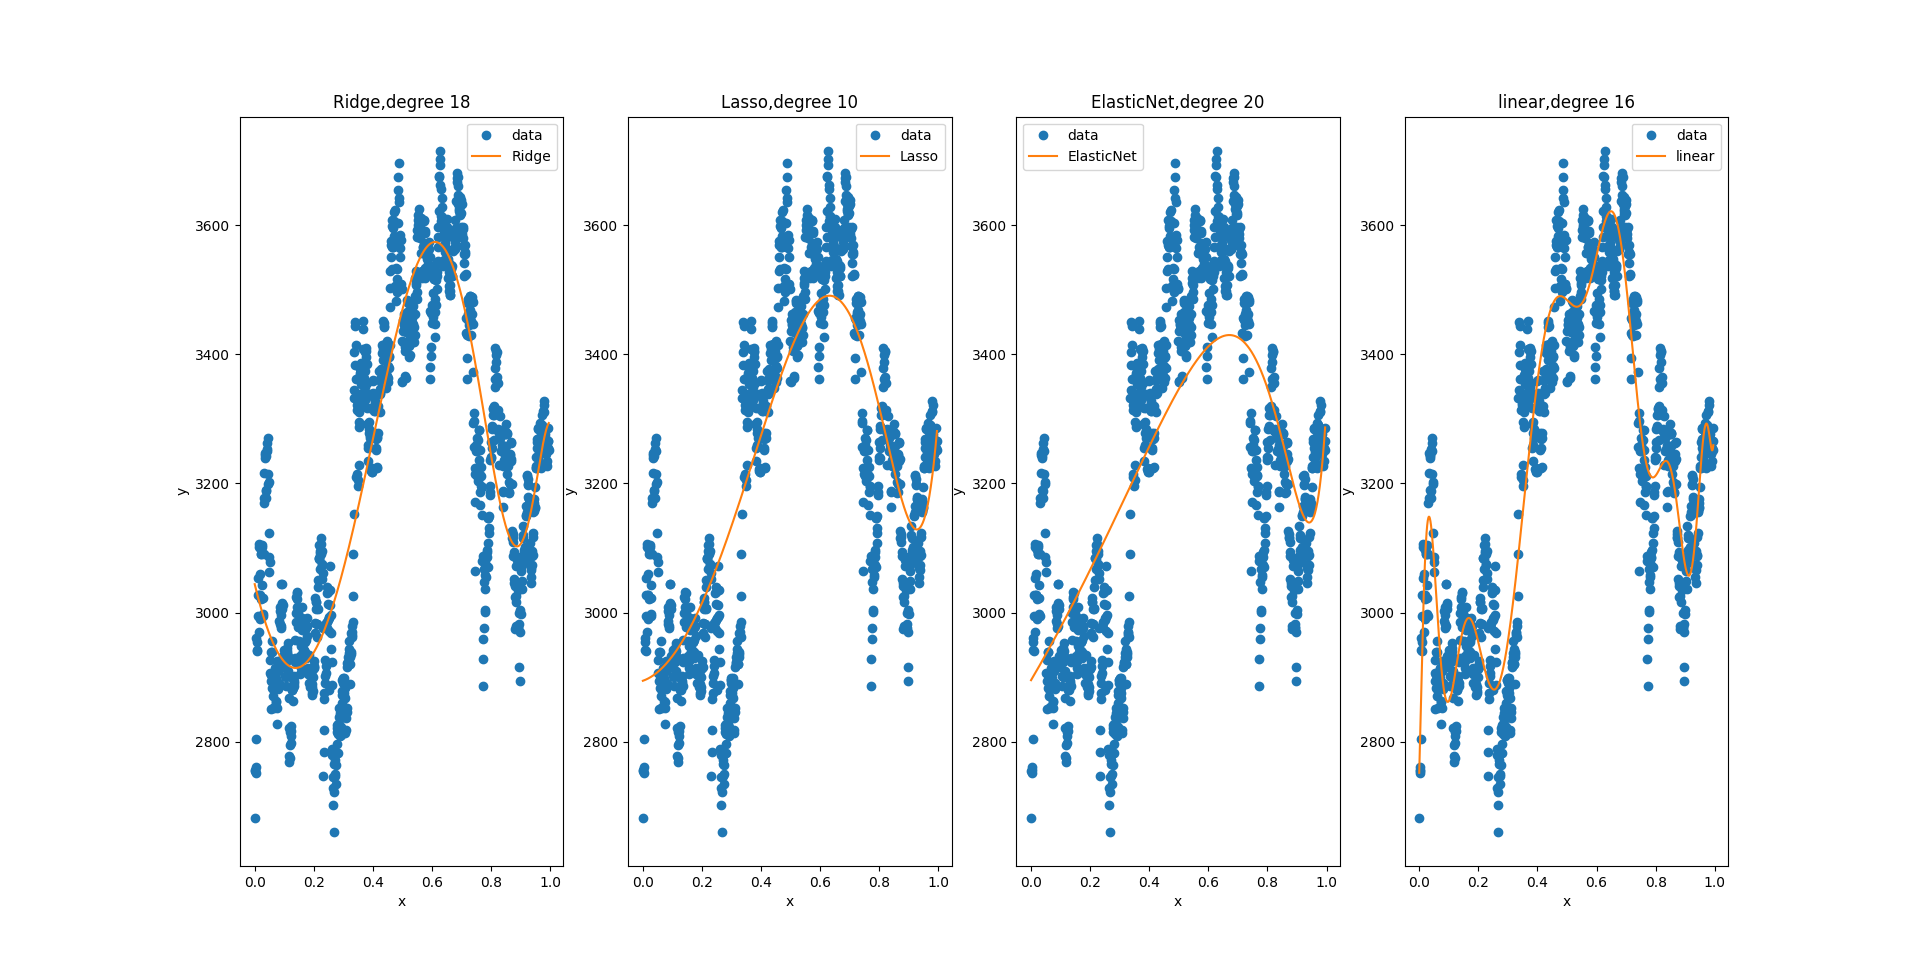 Ridge,degree 18
data
Ridge
3600
3400
3200
3000
2800
y
0.0 0.2 0.4 0.6 0.8 1.0
x
Lasso,degree 10
data
Lasso
3600
3400
3200
3000
2800
y
0.0 0.2 0.4 0.6 0.8 1.0
x
ElasticNet,degree 20
data
ElasticNet
3600
3400
3200
3000
2800
y
0.0 0.2 0.4 0.6 0.8 1.0
x
linear,degree 16
data
linear
3600
3400
3200
3000
2800
y
0.0 0.2 0.4 0.6 0.8 1.0
x